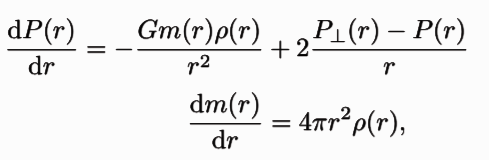 dP(r)/dr = −Gm(r)ρ(r)/r² + 2 P⊥(r) − P(r)/r
dm(r)/dr = 4πr²ρ(r),